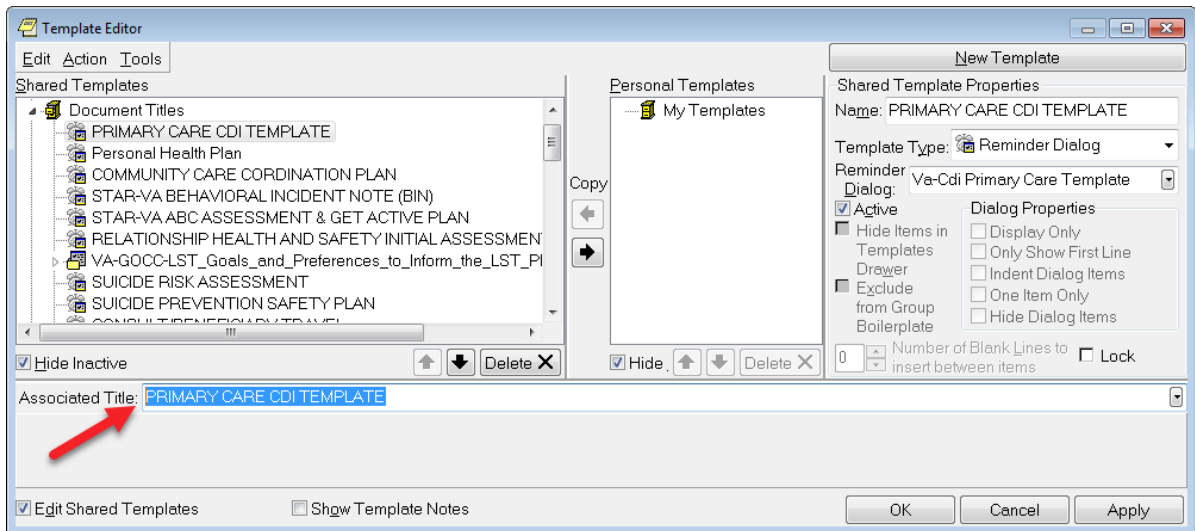 Template Editor
Edit Action Tools
New Template
Shared Templates
Document Titles
PRIMARY CARE CDI TEMPLATE
Personal Health Plan
COMMUNITY CARE CORDINATION PLAN
STAR-VA BEHAVIORAL INCIDENT NOTE (BIN)
STAR-VA ABC ASSESSMENT & GET ACTIVE PLAN
RELATIONSHIP HEALTH AND SAFETY INITIAL ASSESSMEN
VA-GOCC-LST_Goals_and_Preferences_to_Inform_the_LST_Pl
SUICIDE RISK ASSESSMENT
SUICIDE PREVENTION SAFETY PLAN
Hide Inactive
Delete
Copy
Personal Templates
My Templates
Hide
Delete
Shared Template Properties
Name: PRIMARY CARE CDI TEMPLATE
Template Type: Reminder Dialog
Reminder
Dialog: Va-Cdi Primary Care Template
Active
Hide Items in
Templates
Drawer
Exclude
from Group
Boilerplate
Dialog Properties
Display Only
Only Show First Line
Indent Dialog Items
One Item Only
Hide Dialog Items
0 Number of Blank Lines to
insert between items
Lock
Associated Title: PRIMARY CARE CDI TEMPLATE
Edit Shared Templates
Show Template Notes
OK
Cancel
Apply